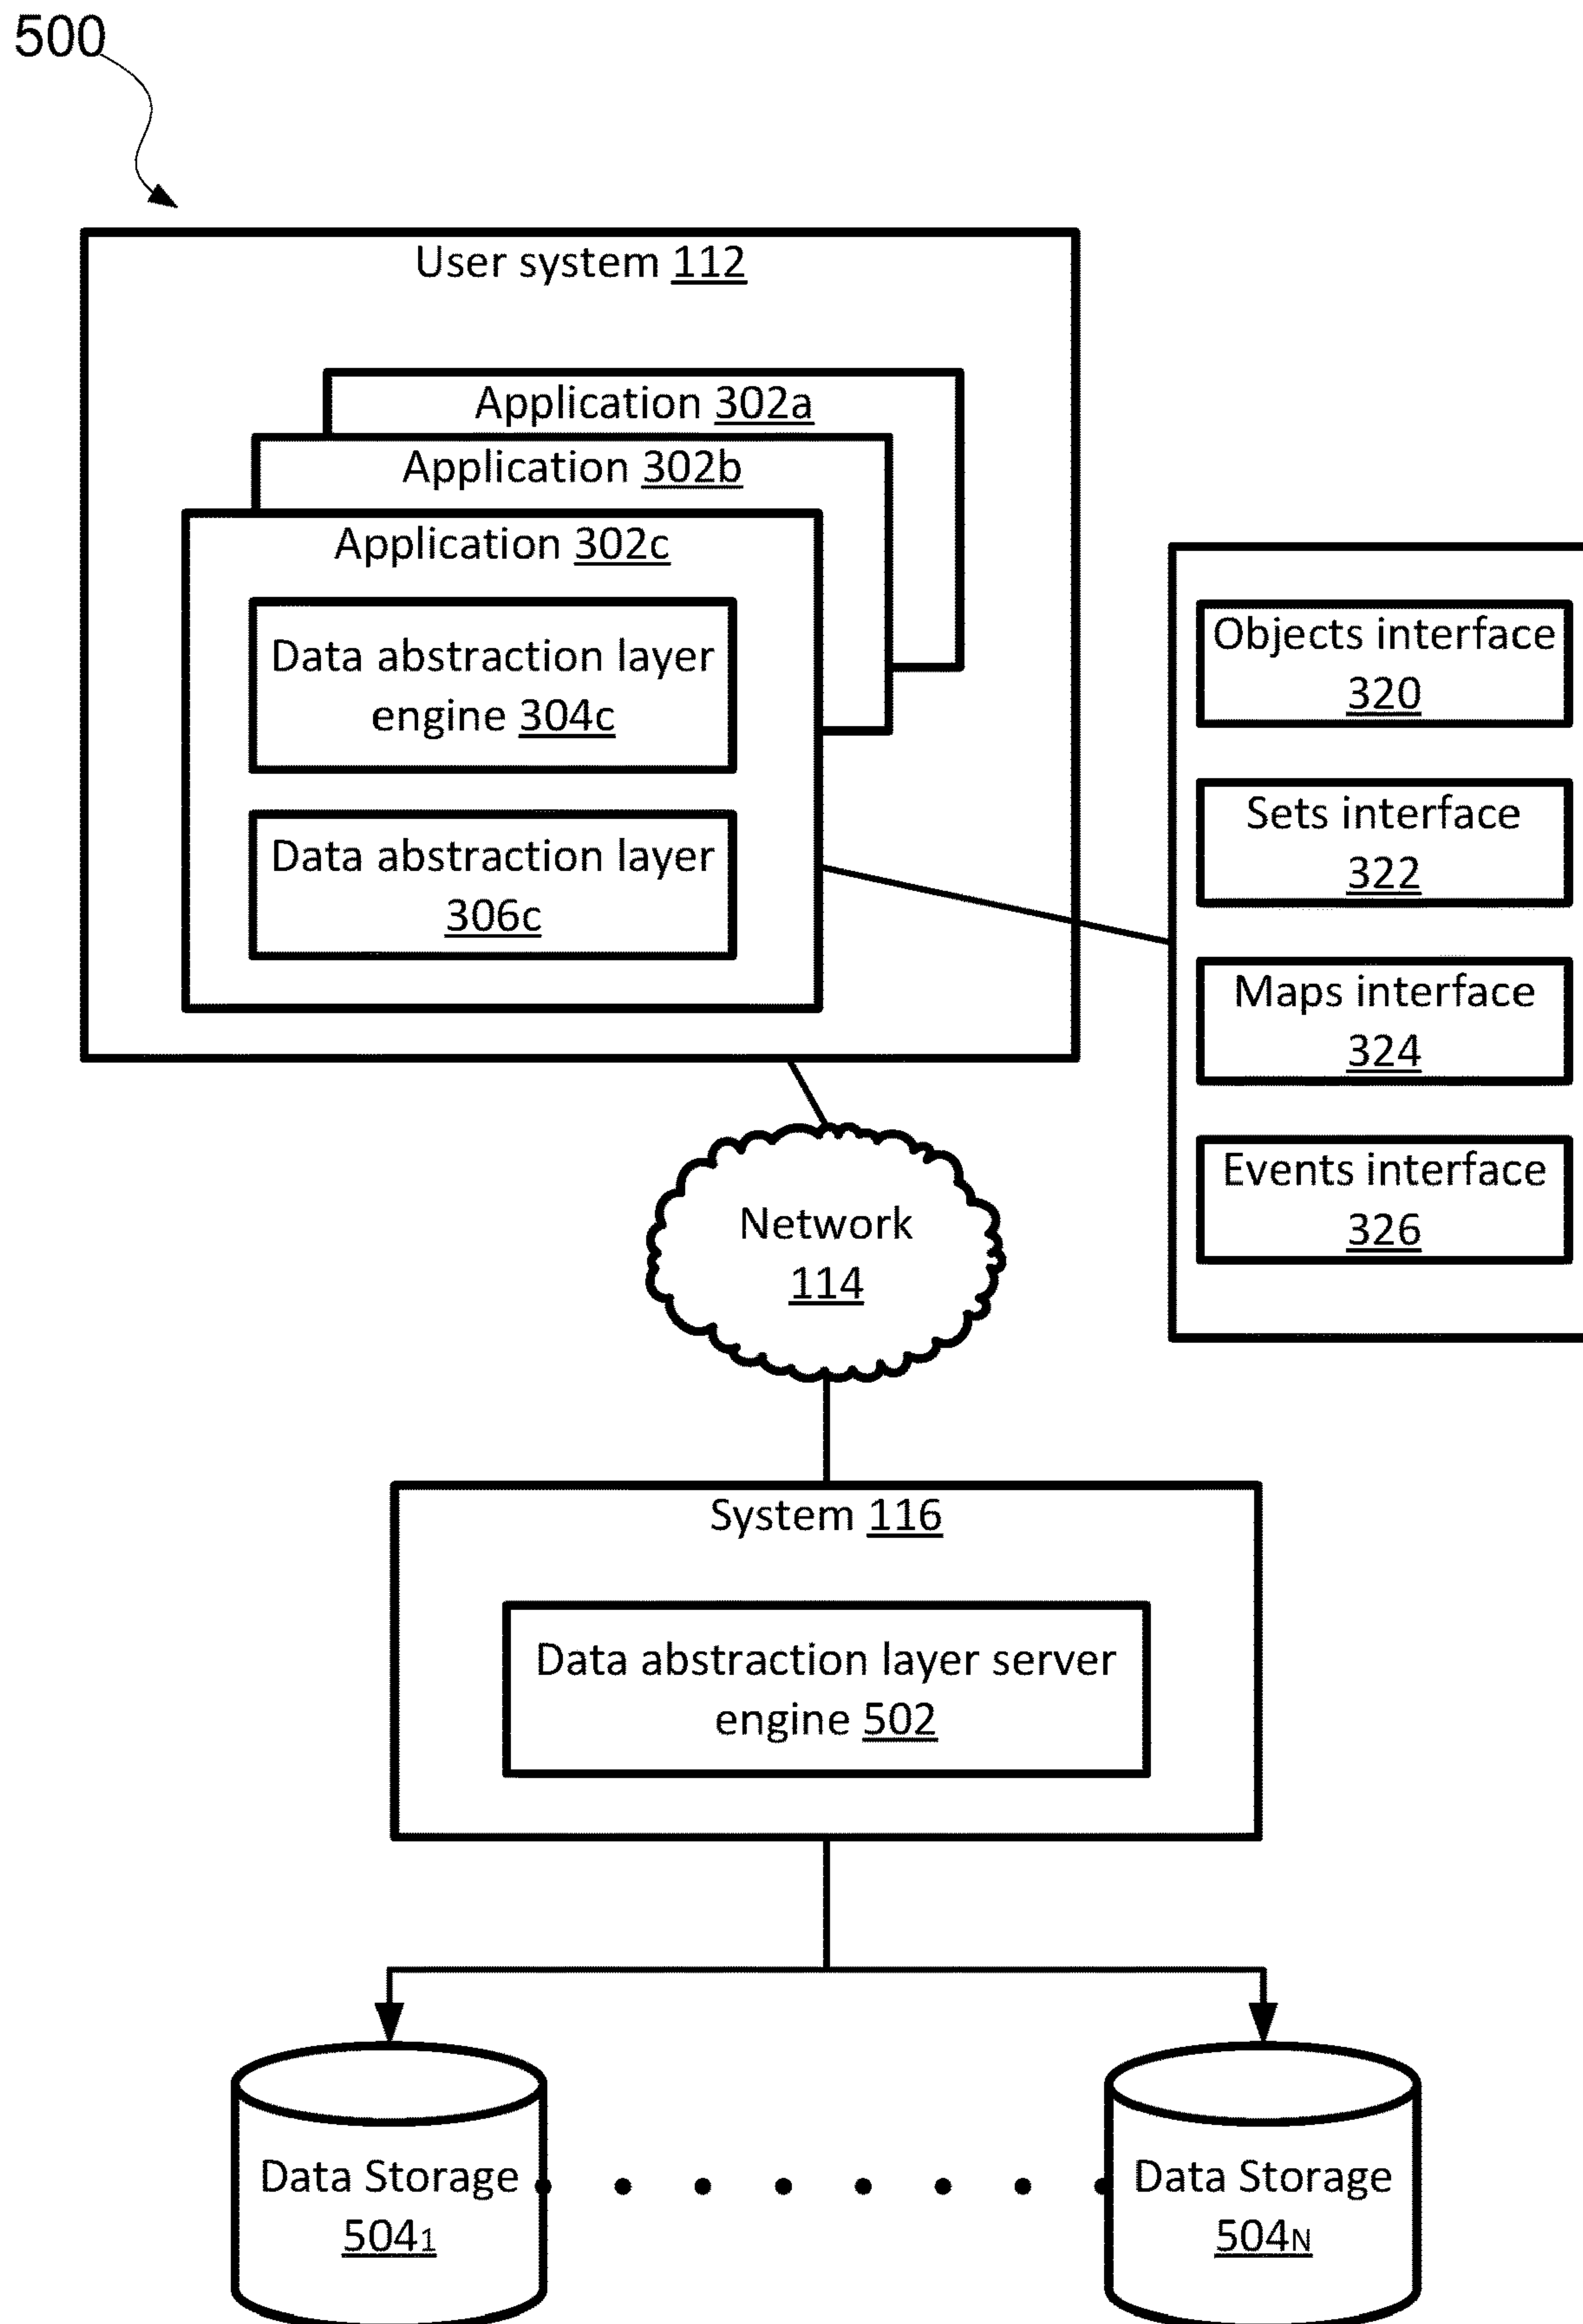 500
User system 112
Application 302a
Application 302b
Application 302c
Data abstraction layer
engine 304c
Data abstraction layer
306c
Objects interface
320
Sets interface
322
Maps interface
324
Events interface
326
Network
114
System 116
Data abstraction layer server
engine 502
Data Storage
504₁
Data Storage
504N